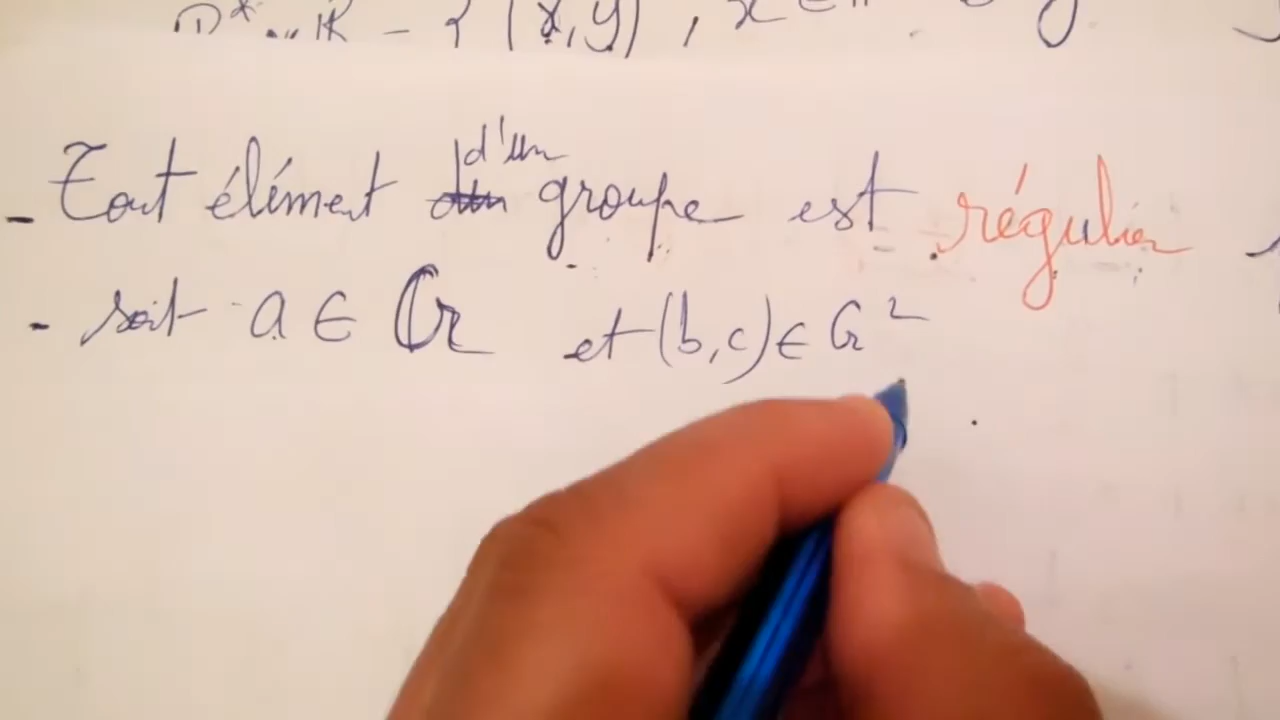 - Tout élément d'un groupe est régulier
- soit a ∈ G et (b,c) ∈ G²